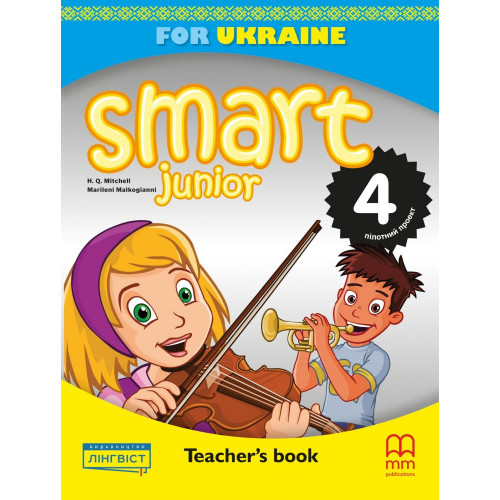 FOR UKRAINE
smart
junior
H. Q. Mitchell
Marileni Malkogianni
4
пілотний проект
Teacher's book
ВИДАВНИЦТВО
ЛІНГВІСТ
mm
publications